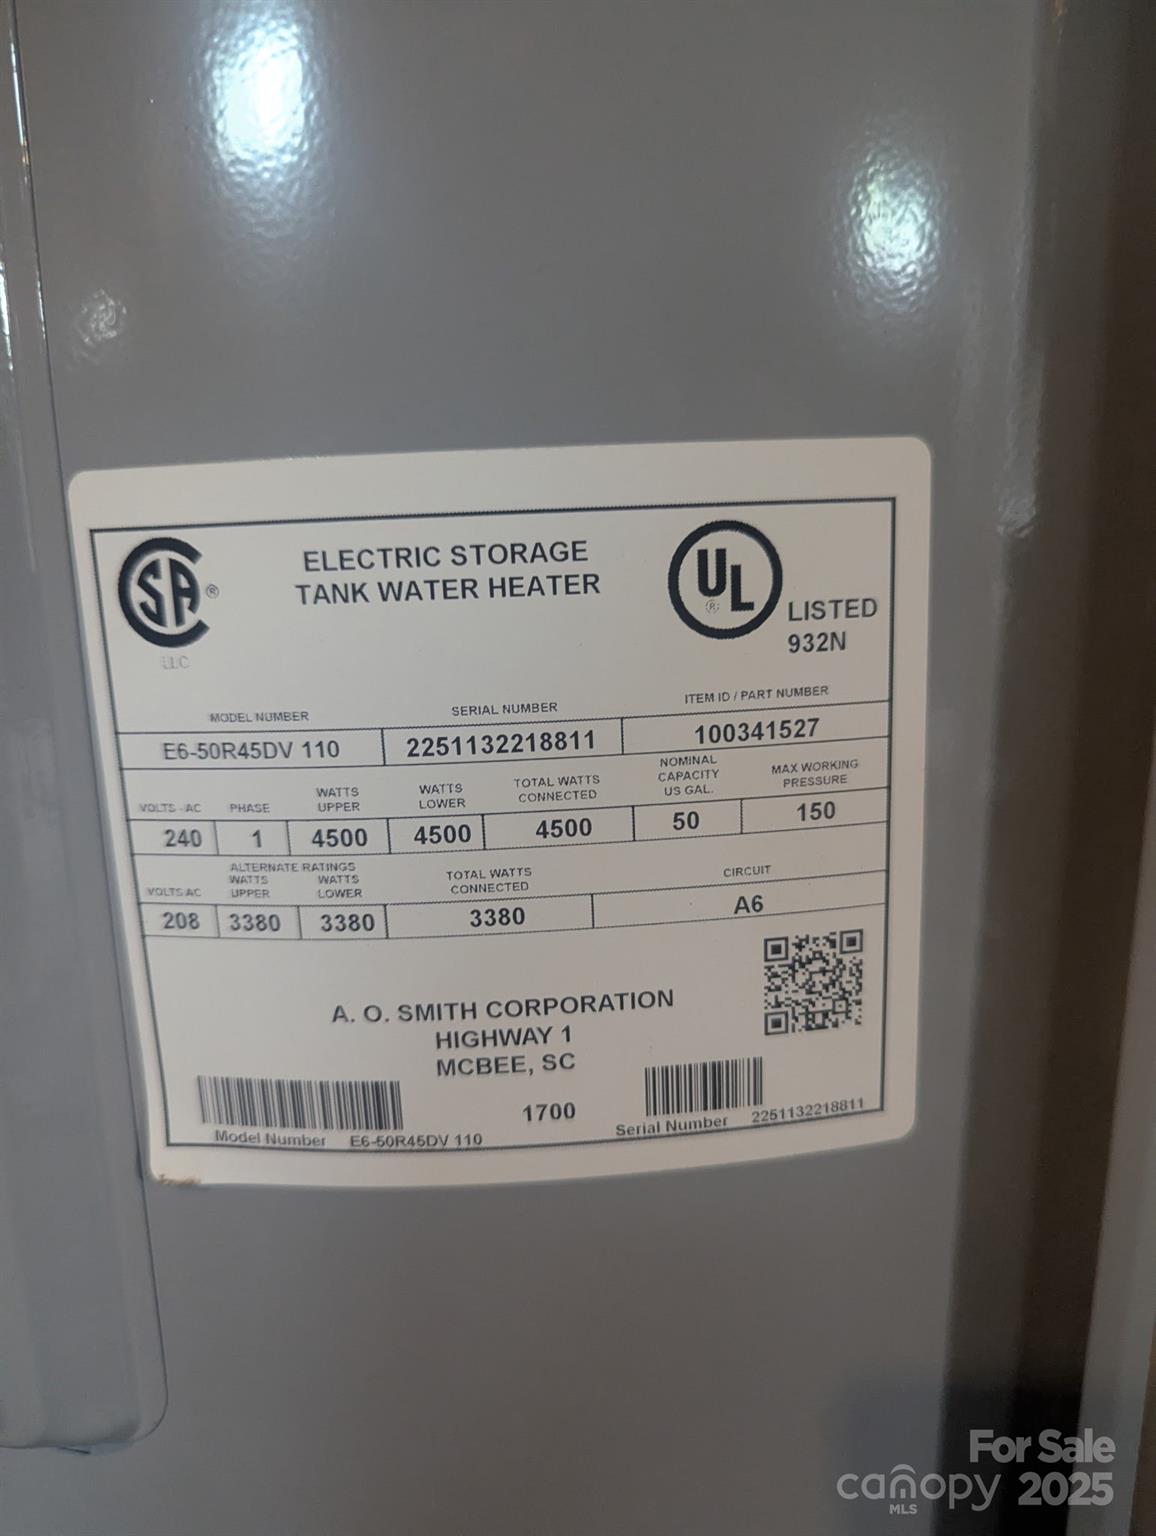 SA ®
LLC
ELECTRIC STORAGE
TANK WATER HEATER
UL ®
LISTED
932N
MODEL NUMBER SERIAL NUMBER ITEM ID / PART NUMBER
E6-50R45DV 110 2251132218811 100341527
VOLTS - AC PHASE WATTS UPPER WATTS LOWER TOTAL WATTS CONNECTED NOMINAL CAPACITY US GAL. MAX WORKING PRESSURE
240 1 4500 4500 4500 50 150
ALTERNATE RATINGS
VOLTS AC WATTS UPPER WATTS LOWER TOTAL WATTS CONNECTED CIRCUIT
208 3380 3380 3380 A6
A. O. SMITH CORPORATION
HIGHWAY 1
MCBEE, SC
1700
Model Number E6-50R45DV 110
Serial Number 2251132218811
For Sale
canopy 2025
MLS